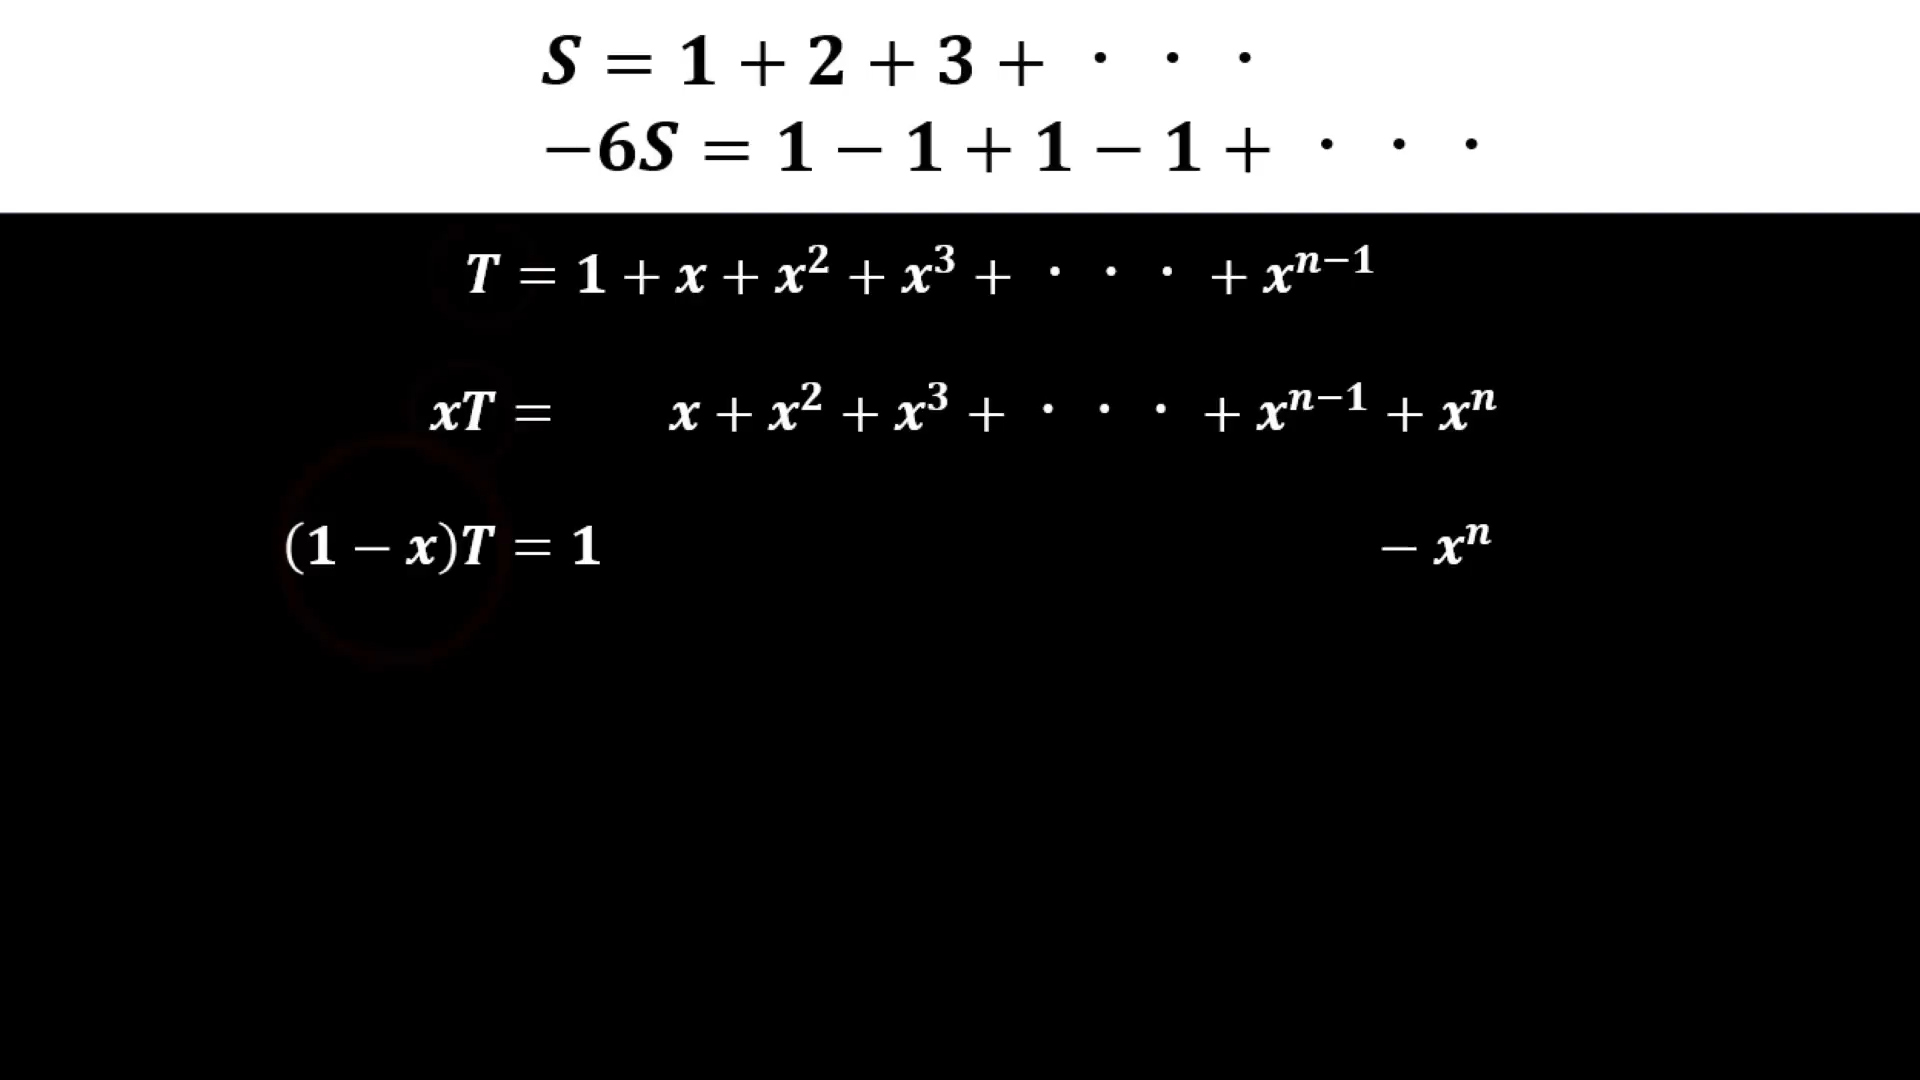 S = 1 + 2 + 3 + · · ·
−6S = 1 − 1 + 1 − 1 + · · ·
T = 1 + x + x² + x³ + · · · + xⁿ⁻¹
xT = x + x² + x³ + · · · + xⁿ⁻¹ + xⁿ
(1 − x)T = 1 − xⁿ